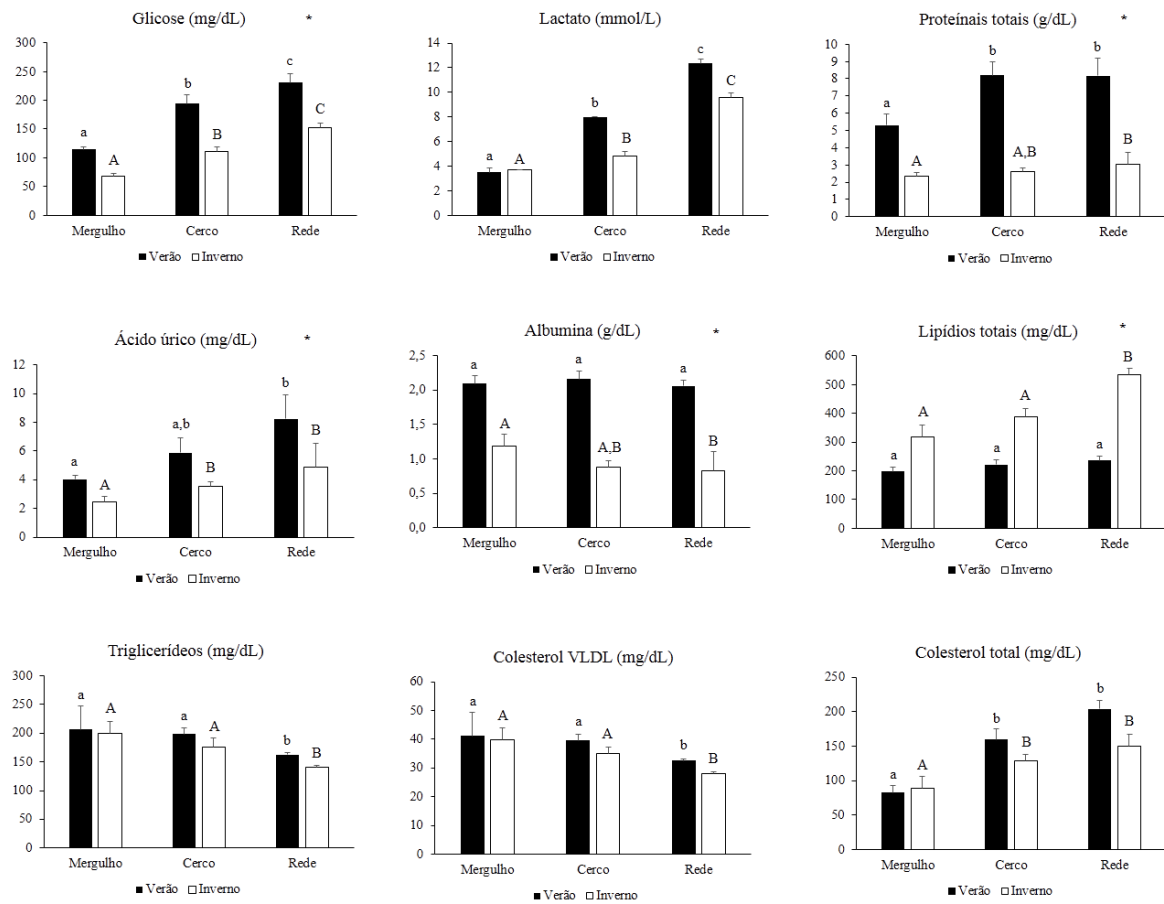 Glicose (mg/dL) *
300
250
200
150
100
50
0
a
A
b
B
c
C
Mergulho Cerco Rede
■ Verão □ Inverno
Lactato (mmol/L)
14
12
10
8
6
4
2
0
a
A
b
B
c
C
Mergulho Cerco Rede
■ Verão □ Inverno
Proteínais totais (g/dL) *
10
9
8
7
6
5
4
3
2
1
0
a
A
b
A,B
b
B
Mergulho Cerco Rede
■ Verão □ Inverno
Ácido úrico (mg/dL) *
12
10
8
6
4
2
0
a
A
a,b
B
b
B
Mergulho Cerco Rede
■ Verão □ Inverno
Albumina (g/dL) *
2,5
2,0
1,5
1,0
0,5
0,0
a
A
a
A,B
a
B
Mergulho Cerco Rede
■ Verão □ Inverno
Lipídios totais (mg/dL) *
600
500
400
300
200
100
0
a
A
a
A
a
B
Mergulho Cerco Rede
■ Verão □ Inverno
Triglicerídeos (mg/dL)
300
250
200
150
100
50
0
a
A
a
A
b
B
Mergulho Cerco Rede
■ Verão □ Inverno
Colesterol VLDL (mg/dL)
60
50
40
30
20
10
0
a
A
a
A
b
B
Mergulho Cerco Rede
■ Verão □ Inverno
Colesterol total (mg/dL)
250
200
150
100
50
0
a
A
b
B
b
B
Mergulho Cerco Rede
■ Verão □ Inverno